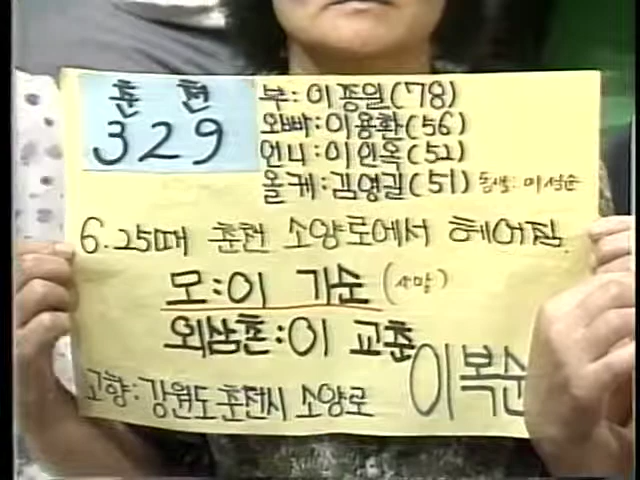 춘천
329
부:이종일(78)
오빠:이용환(56)
언니:이인옥(52)
올케:김영길(51) 동생:이성순
6.25때 춘천 소양로에서 헤어짐.
모:이 기순(사망)
외삼촌:이 교춘
이복순
고향:강원도춘천시 소양로